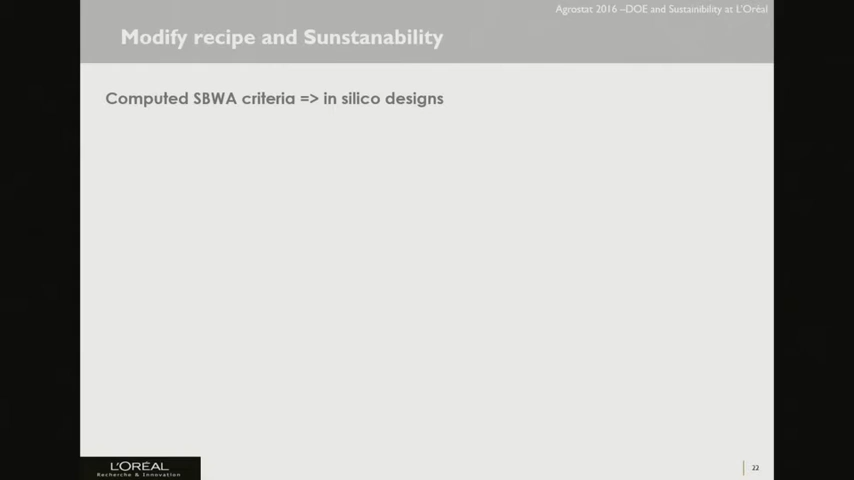 Agrostat 2016 –DOE and Sustainibility at L'Oréal
Modify recipe and Sunstanability
Computed SBWA criteria => in silico designs
L'ORÉAL
Recherche & Innovation
22